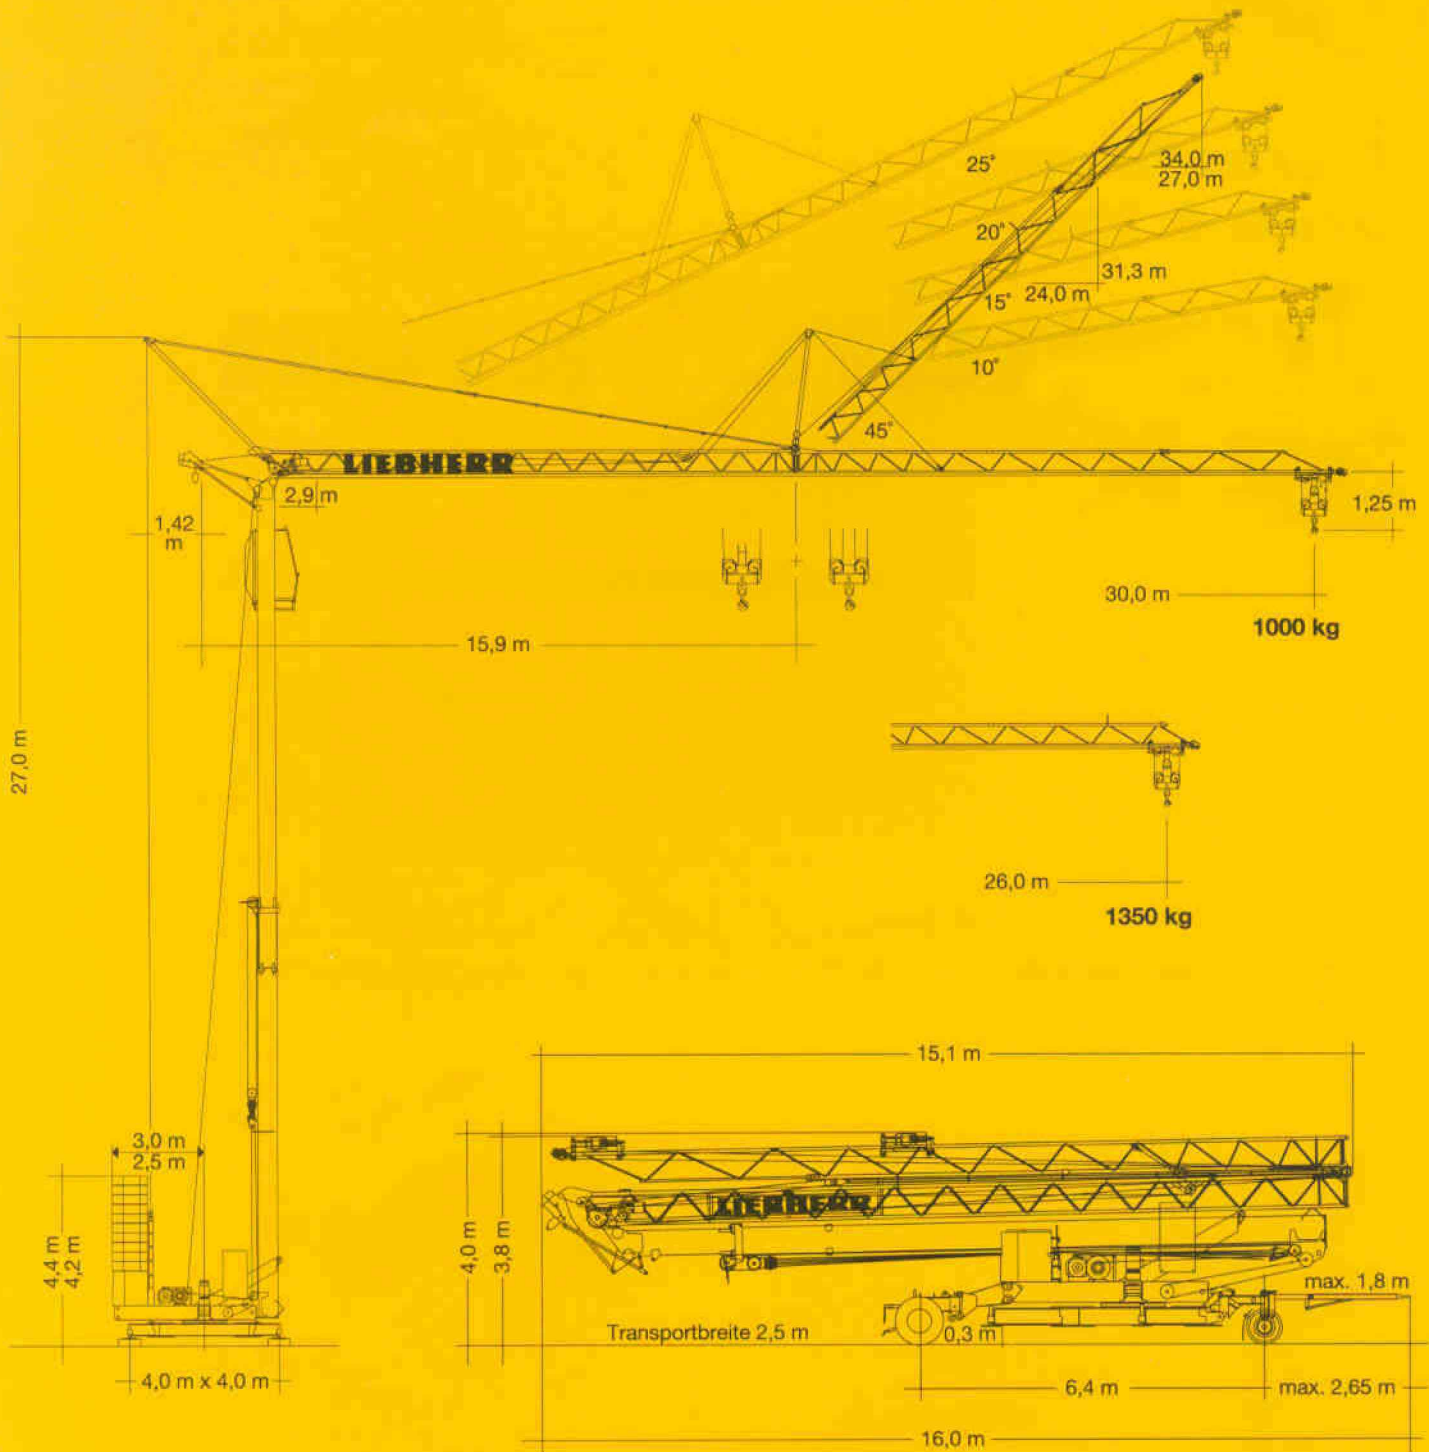 25°
34,0 m
27,0 m
20°
31,3 m
24,0 m
15°
10°
45°
LIEBHERR
2,9 m
1,25 m
1,42
m
30,0 m
1000 kg
15,9 m
27,0 m
26,0 m
1350 kg
15,1 m
3,0 m
2,5 m
4,4 m
4,2 m
4,0 m
3,8 m
LIEBHERR
max. 1,8 m
Transportbreite 2,5 m
0,3 m
4,0 m x 4,0 m
6,4 m
max. 2,65 m
16,0 m